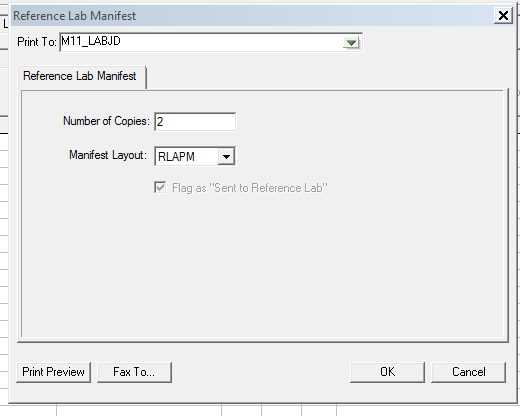 Reference Lab Manifest
Print To: M11_LABJD
Reference Lab Manifest
Number of Copies: 2
Manifest Layout: RLAPM
Flag as "Sent to Reference Lab"
Print Preview Fax To... OK Cancel